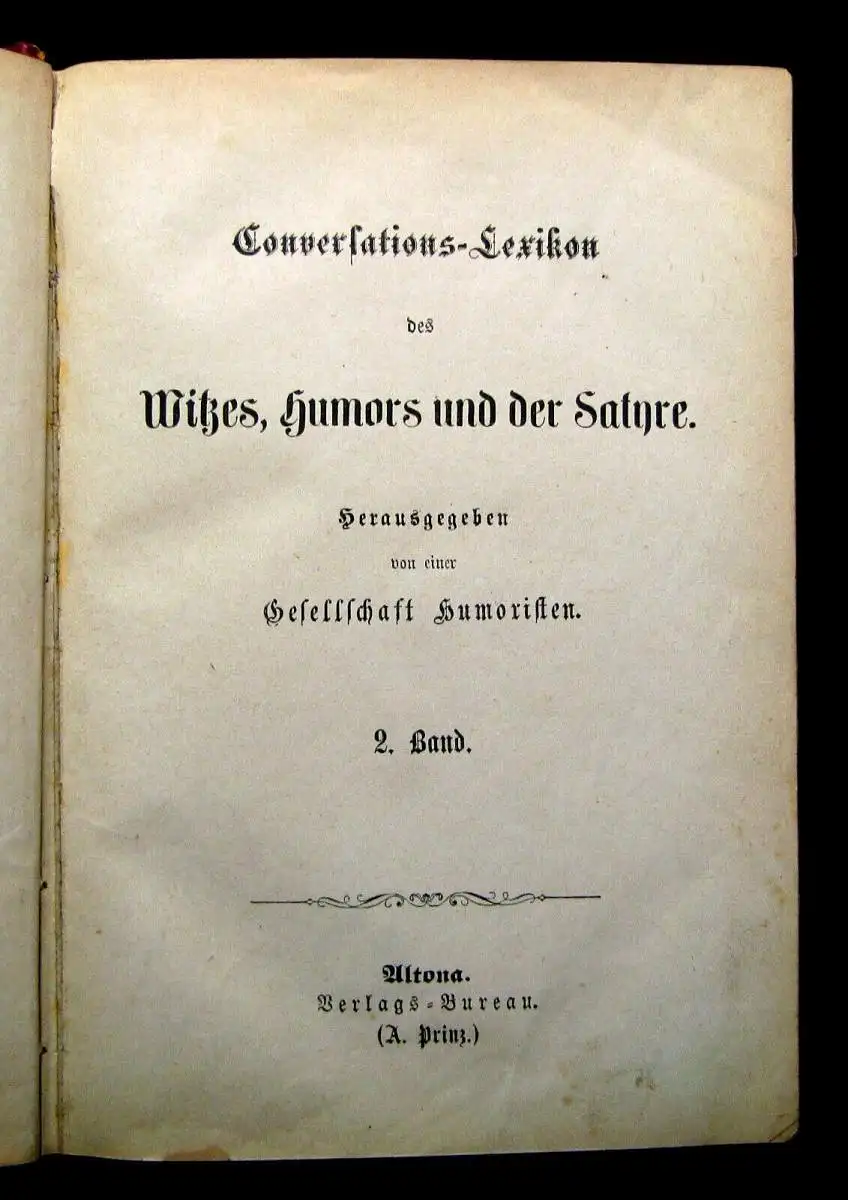 Conversations-Lexikon
des
Witzes, Humors und der Satyre.
Herausgegeben
von einer
Gesellschaft Humoristen.
2. Band.
Altona.
Verlags-Bureau.
(A. Prinz.)